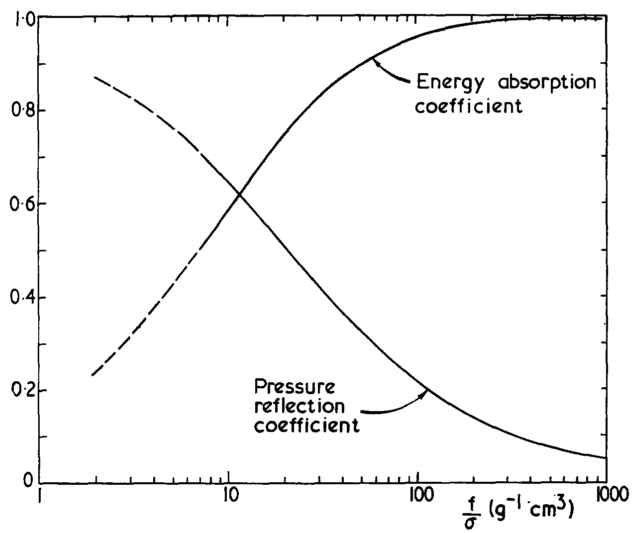 1·0
0·8
0·6
0·4
0·2
0
1
10
100
1000
Energy absorption
coefficient
Pressure
reflection
coefficient
f/σ (g⁻¹ cm³)